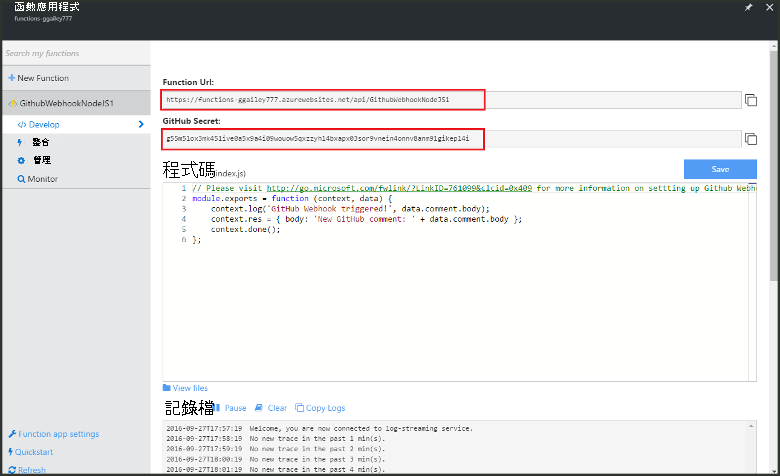 函數應用程式
functions-ggailey777
Search my functions
New Function
GithubWebhookNodeJS1
Develop
整合
管理
Monitor
Function app settings
Quickstart
Refresh
Function Url:
https://functions-ggailey777.azurewebsites.net/api/GithubWebhookNodeJS1
GitHub Secret:
g55m51ox3mk451ive0a5x9a4i09wouow5qxzzyhl4bxapx03sor9vnein4onnv8anm91gikepl4i
程式碼index.js)
Save
1 // Please visit http://go.microsoft.com/fwlink/?LinkID=761099&clcid=0x409 for more information on settting up Github Webh
2 module.exports = function (context, data) {
3 context.log('GitHub Webhook triggered!', data.comment.body);
4 context.res = { body: 'New GitHub comment: ' + data.comment.body };
5 context.done();
6 };
View files
記錄檔 Pause Clear Copy Logs
2016-09-27T17:57:19 Welcome, you are now connected to log-streaming service.
2016-09-27T17:58:19 No new trace in the past 1 min(s).
2016-09-27T17:59:19 No new trace in the past 2 min(s).
2016-09-27T18:00:19 No new trace in the past 3 min(s).
2016-09-27T18:01:19 No new trace in the past 4 min(s).